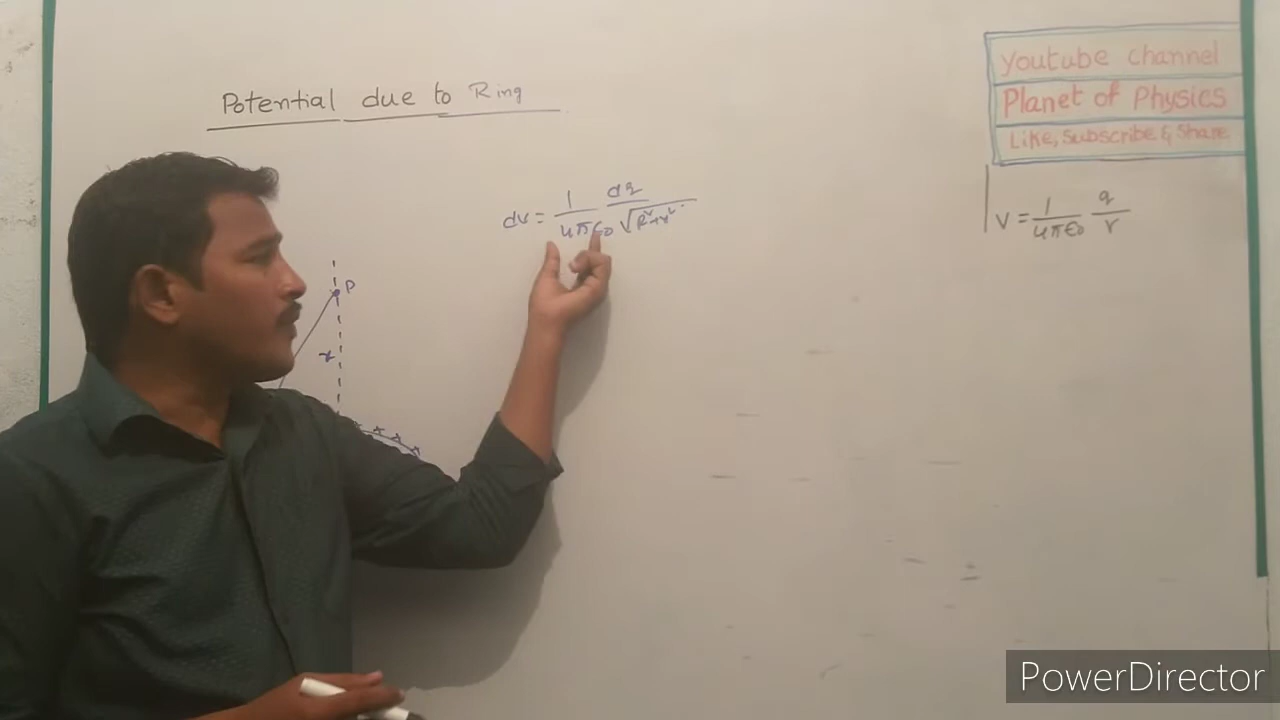 Potential due to Ring
dv = 1/4πϵ0 dq/√R²+x²
P
x
Youtube channel
Planet of Physics
Like, Subscribe & Share
V = 1/4πϵ0 q/r
PowerDirector